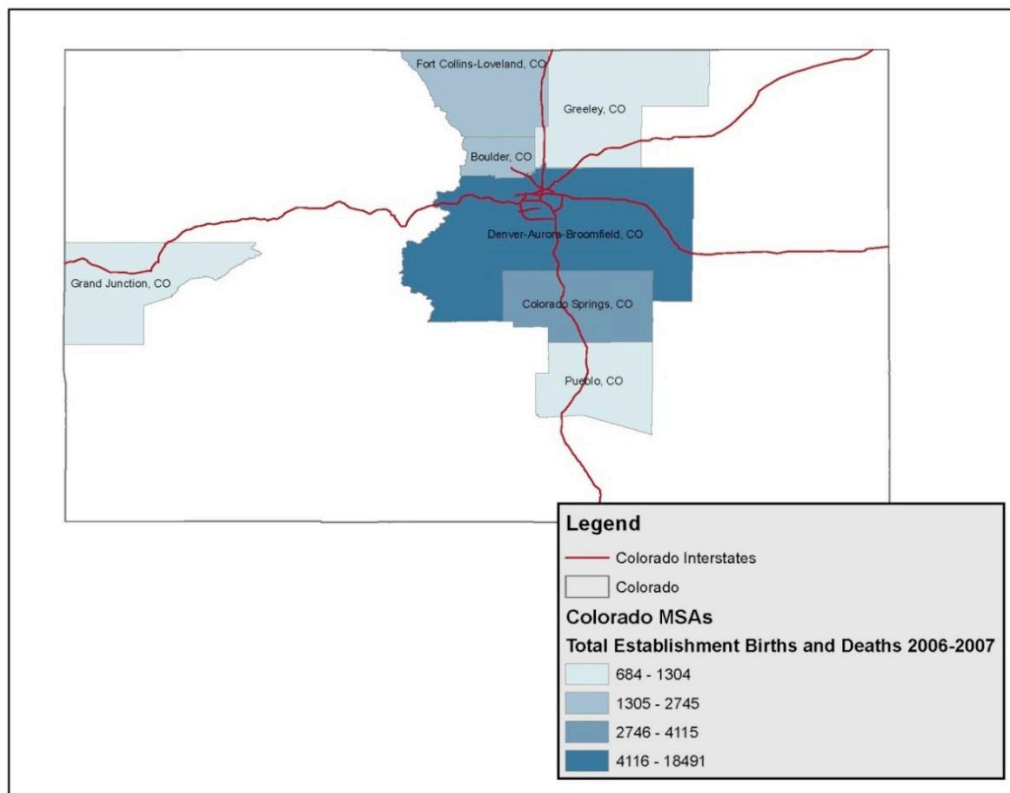 Fort Collins-Loveland, CO
Greeley, CO
Boulder, CO
Denver-Aurora-Broomfield, CO
Grand Junction, CO
Colorado Springs, CO
Pueblo, CO
Legend
Colorado Interstates
Colorado
Colorado MSAs
Total Establishment Births and Deaths 2006-2007
684 - 1304
1305 - 2745
2746 - 4115
4116 - 18491